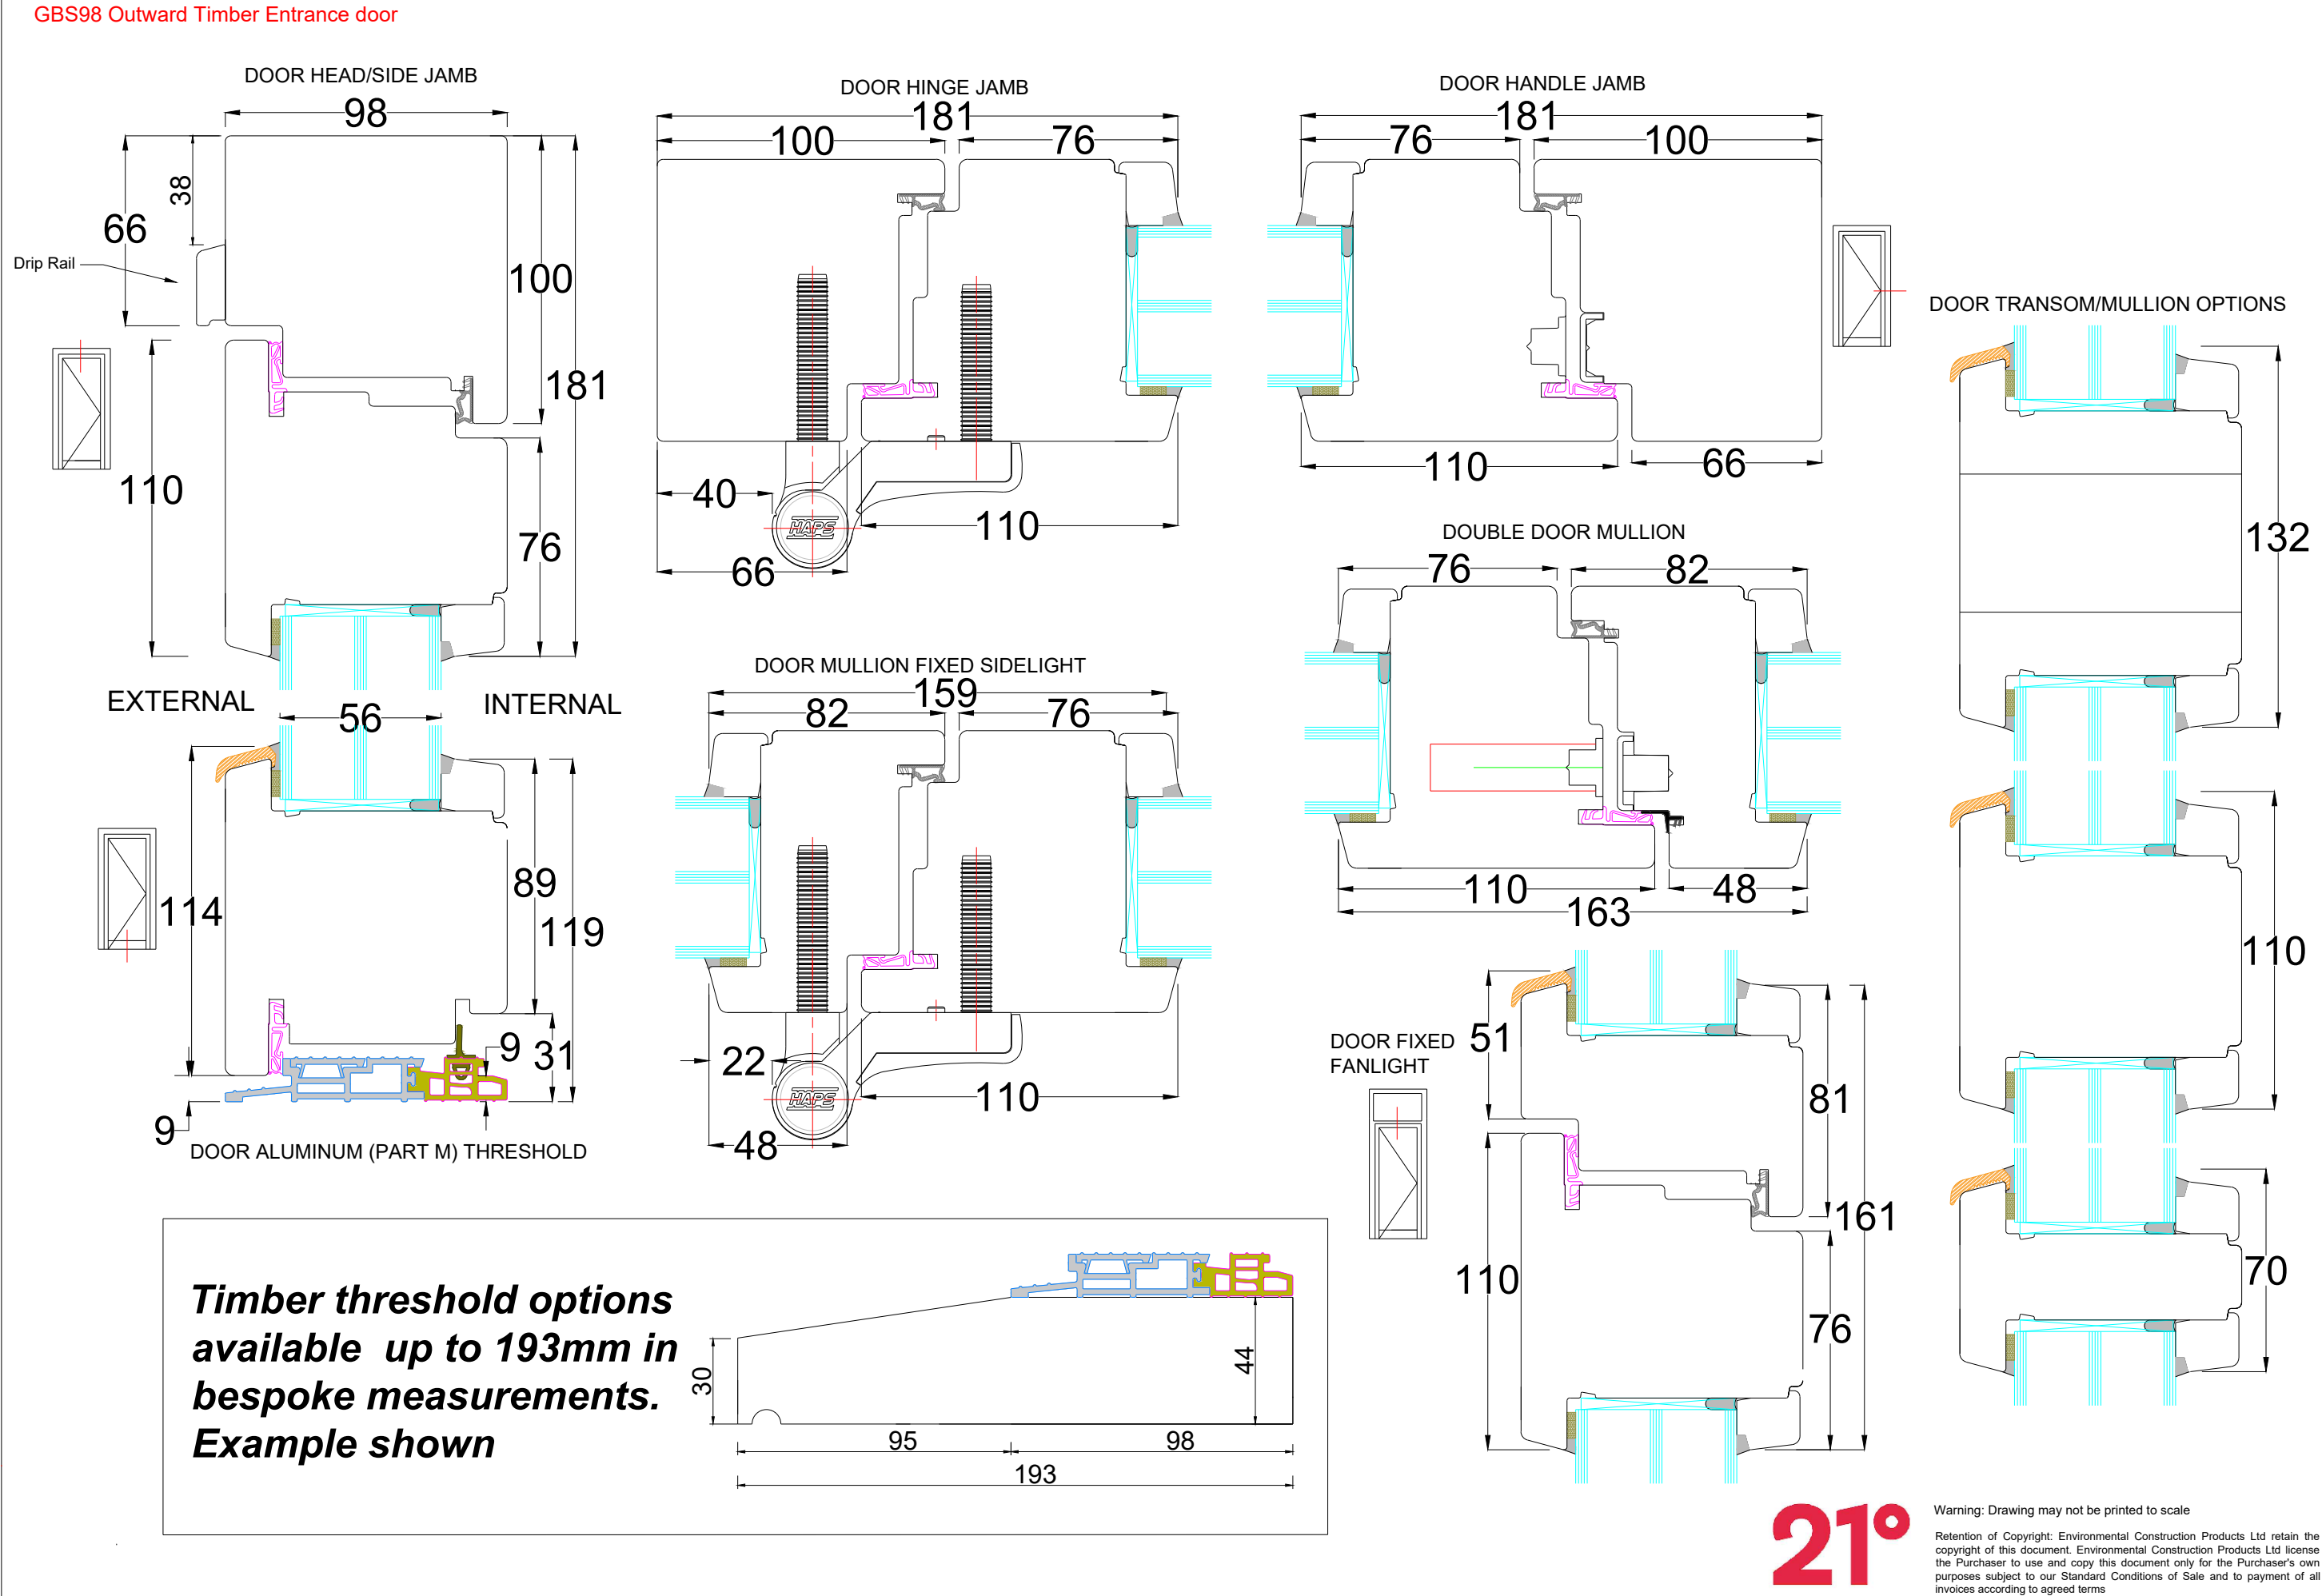 GBS98 Outward Timber Entrance door
DOOR HEAD/SIDE JAMB
98
38
66
Drip Rail
100
181
110
76
EXTERNAL
INTERNAL
56
114
89
119
9
31
9
DOOR ALUMINUM (PART M) THRESHOLD
DOOR HINGE JAMB
181
100
76
40
110
66
HAPS
DOOR MULLION FIXED SIDELIGHT
159
82
76
22
110
48
HAPS
DOOR HANDLE JAMB
181
76
100
110
66
DOUBLE DOOR MULLION
76
82
110
48
163
DOOR FIXED
FANLIGHT
51
81
161
110
76
DOOR TRANSOM/MULLION OPTIONS
132
110
70
Timber threshold options
available up to 193mm in
bespoke measurements.
Example shown
30
44
95
98
193
21°
Warning: Drawing may not be printed to scale
Retention of Copyright: Environmental Construction Products Ltd retain the
copyright of this document. Environmental Construction Products Ltd license
the Purchaser to use and copy this document only for the Purchaser's own
purposes subject to our Standard Conditions of Sale and to payment of all
invoices according to agreed terms